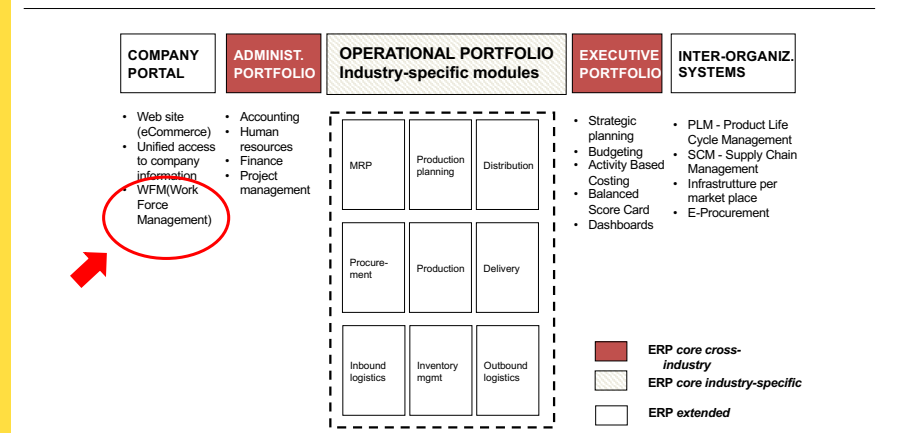 COMPANY
PORTAL
ADMINIST.
PORTFOLIO
OPERATIONAL PORTFOLIO
Industry-specific modules
EXECUTIVE
PORTFOLIO
INTER-ORGANIZ.
SYSTEMS
• Web site
(eCommerce)
• Unified access
to company
information
• WFM(Work
Force
Management)
• Accounting
• Human
resources
• Finance
• Project
management
MRP
Production
planning
Distribution
Procure-
ment
Production
Delivery
Inbound
logistics
Inventory
mgmt
Outbound
logistics
• Strategic
planning
• Budgeting
• Activity Based
Costing
• Balanced
Score Card
• Dashboards
• PLM - Product Life
Cycle Management
• SCM - Supply Chain
Management
• Infrastrutture per
market place
• E-Procurement
ERP core cross-
industry
ERP core industry-specific
ERP extended